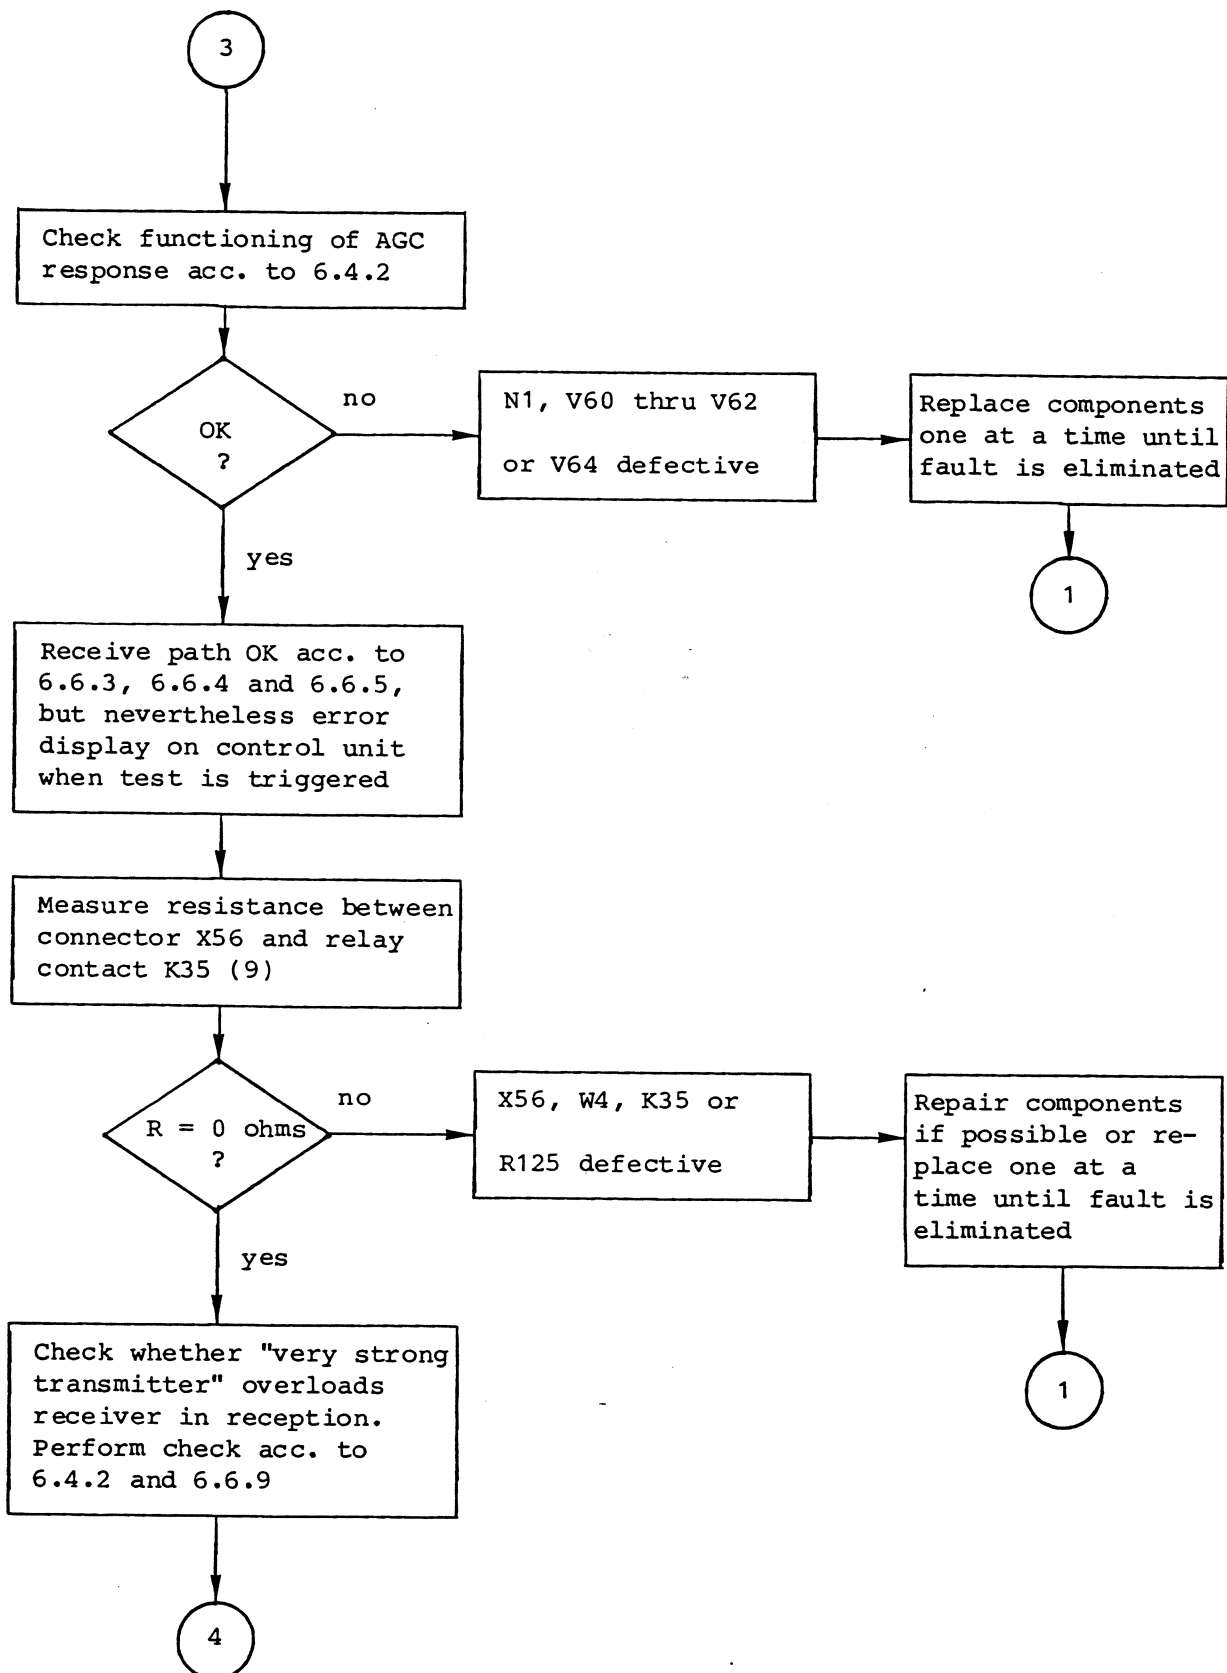 3
Check functioning of AGC
response acc. to 6.4.2
OK
?
no
N1, V60 thru V62
or V64 defective
Replace components
one at a time until
fault is eliminated
1
yes
Receive path OK acc. to
6.6.3, 6.6.4 and 6.6.5,
but nevertheless error
display on control unit
when test is triggered
Measure resistance between
connector X56 and relay
contact K35 (9)
R = 0 ohms
?
no
X56, W4, K35 or
R125 defective
Repair components
if possible or re-
place one at a
time until fault is
eliminated
1
yes
Check whether "very strong
transmitter" overloads
receiver in reception.
Perform check acc. to
6.4.2 and 6.6.9
4